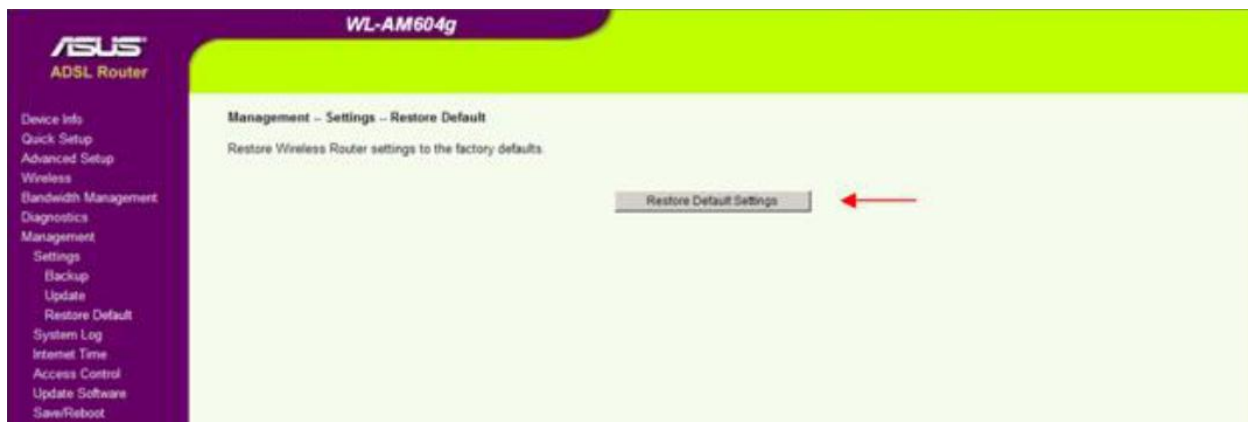 WL-AM604g
ASUS
ADSL Router
Device Info
Quick Setup
Advanced Setup
Wireless
Bandwidth Management
Diagnostics
Management
Settings
Backup
Update
Restore Default
System Log
Internet Time
Access Control
Update Software
Save/Reboot
Management -- Settings -- Restore Default
Restore Wireless Router settings to the factory defaults.
Restore Default Settings